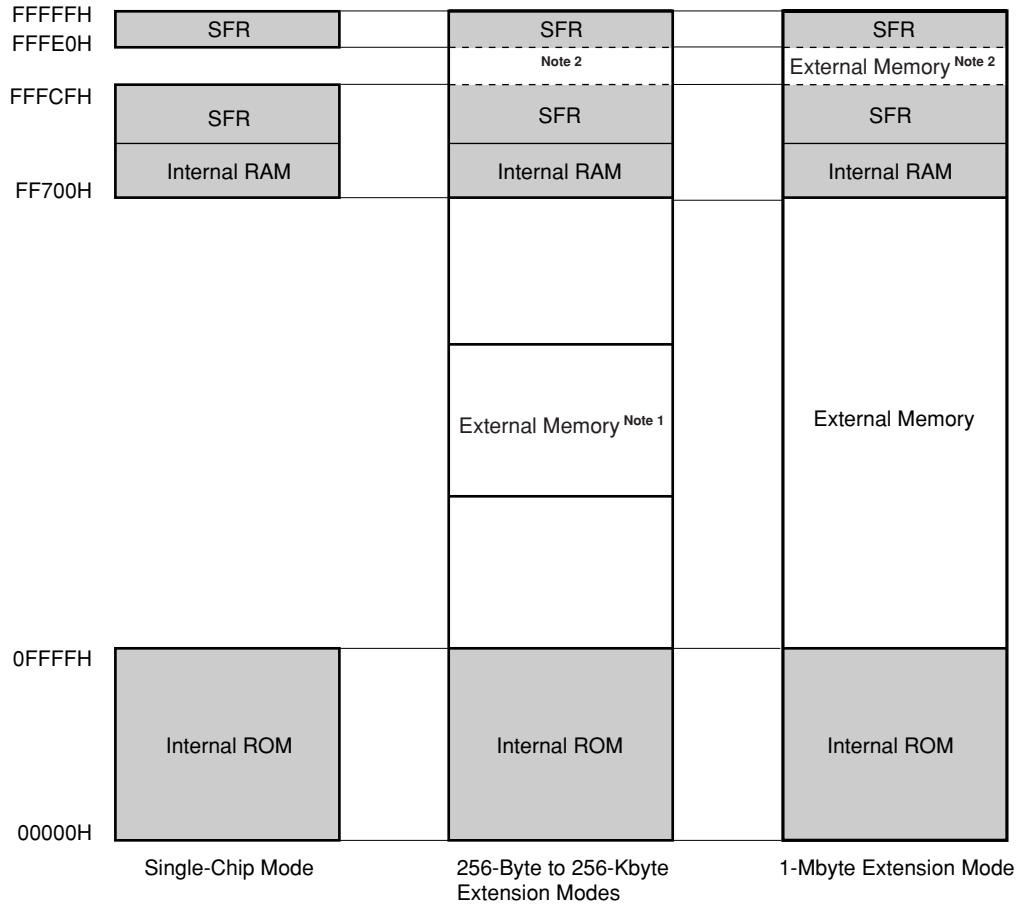 FFFFFH
SFR
SFR
SFR
FFFE0H
Note 2
External Memory Note 2
FFFCFH
SFR
SFR
SFR
Internal RAM
Internal RAM
Internal RAM
FF700H
External Memory Note 1
External Memory
0FFFFH
Internal ROM
Internal ROM
Internal ROM
00000H
Single-Chip Mode
256-Byte to 256-Kbyte
Extension Modes
1-Mbyte Extension Mode